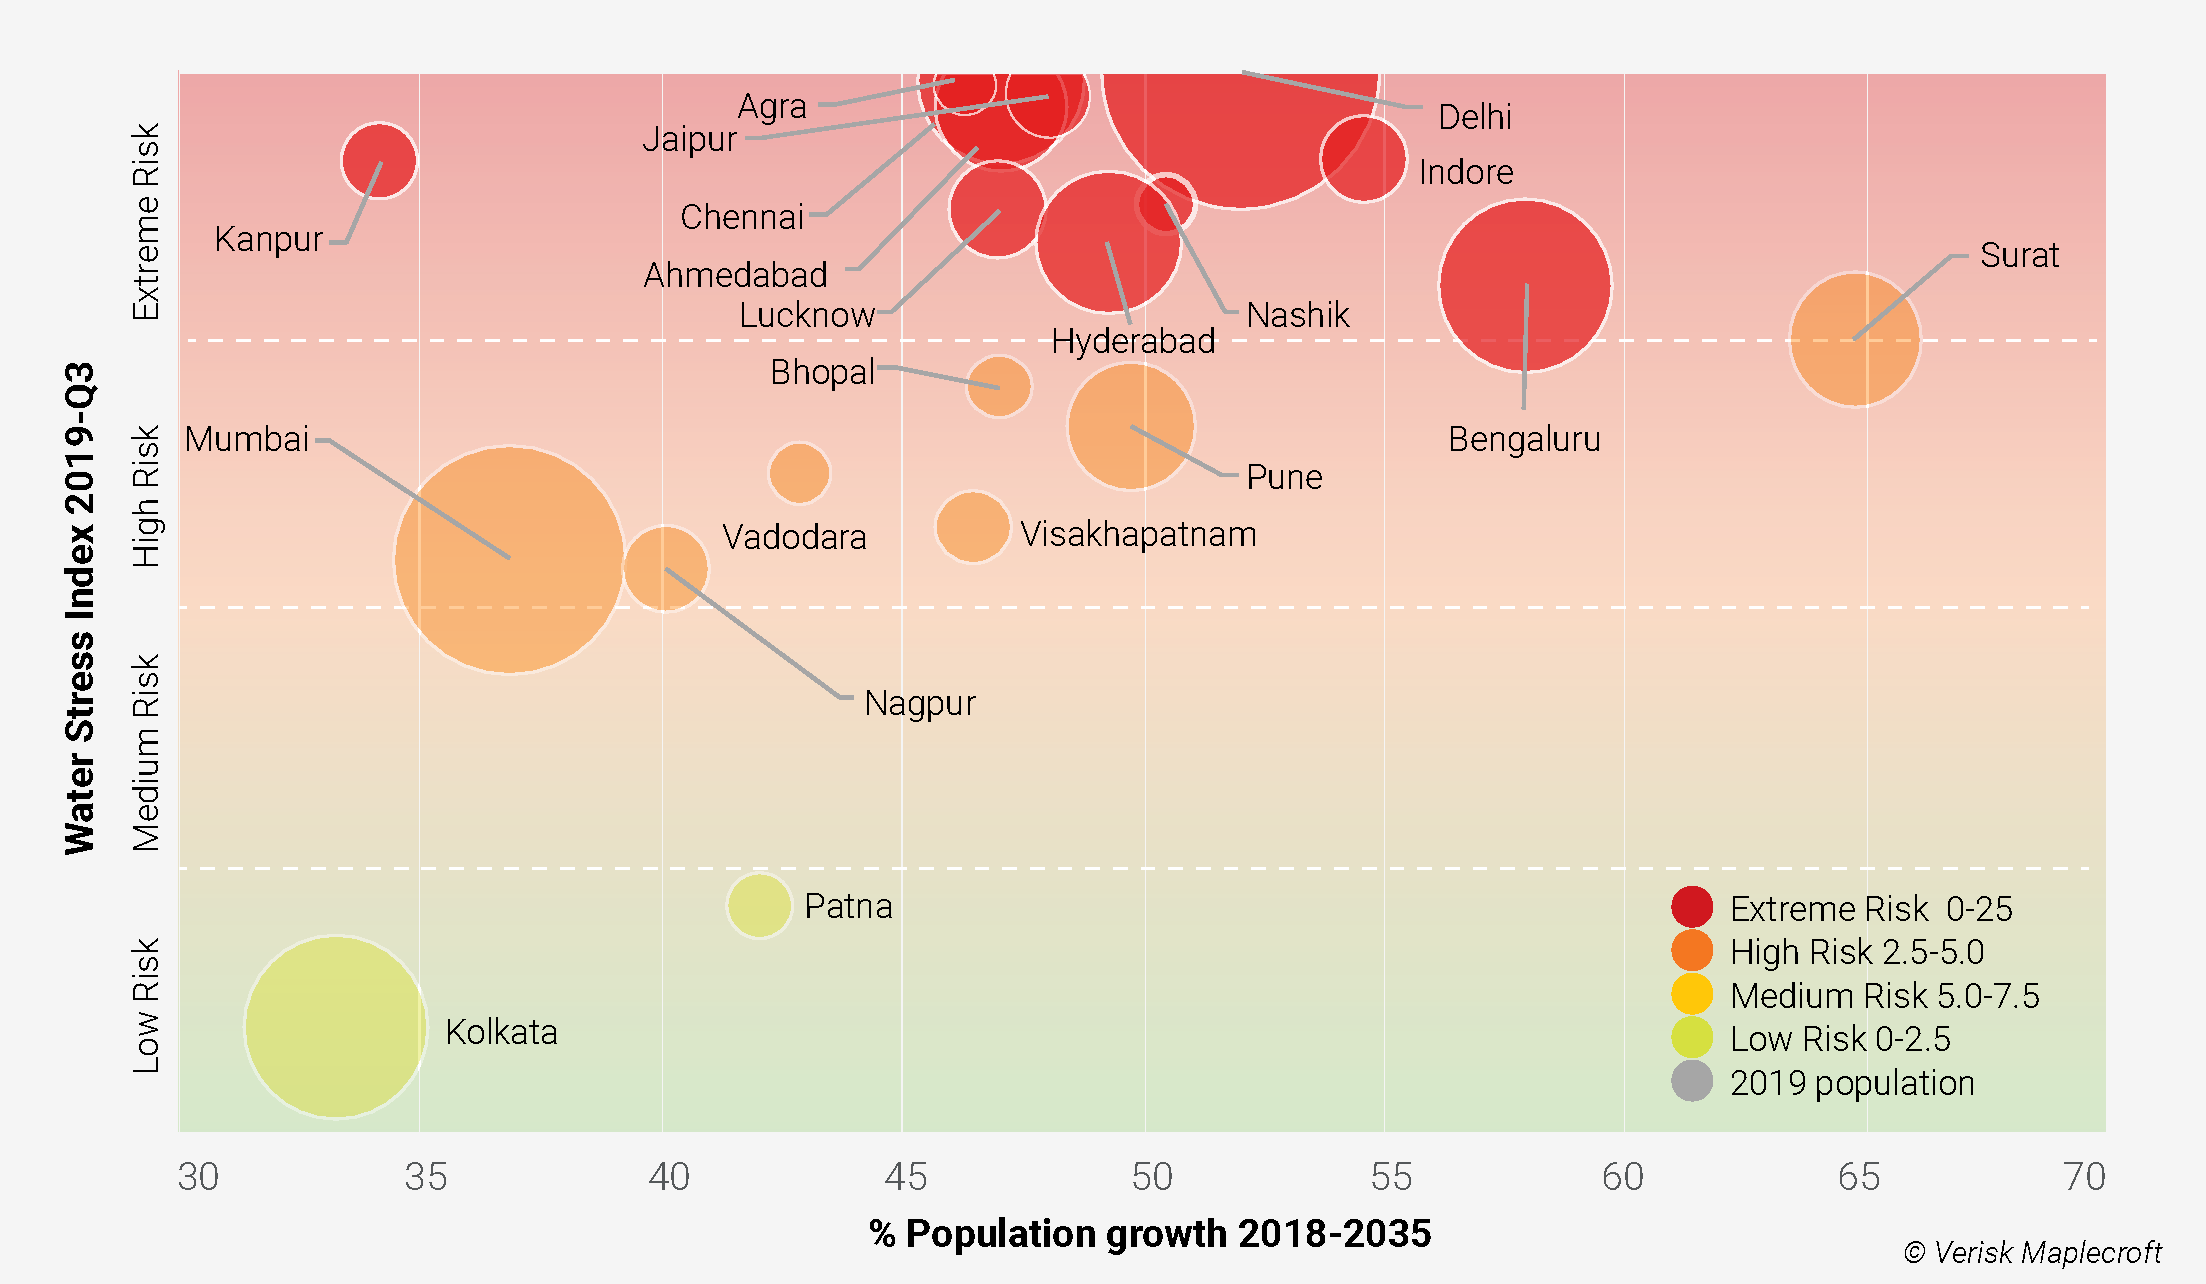 Agra
Delhi
Jaipur
Indore
Kanpur
Chennai
Surat
Ahmedabad
Lucknow
Nashik
Hyderabad
Bhopal
Mumbai
Bengaluru
Pune
Vadodara
Visakhapatnam
Nagpur
Patna
Kolkata
Water Stress Index 2019-Q3
Extreme Risk
High Risk
Medium Risk
Low Risk
Extreme Risk 0-25
High Risk 2.5-5.0
Medium Risk 5.0-7.5
Low Risk 0-2.5
2019 population
30 35 40 45 50 55 60 65 70
% Population growth 2018-2035
© Verisk Maplecroft